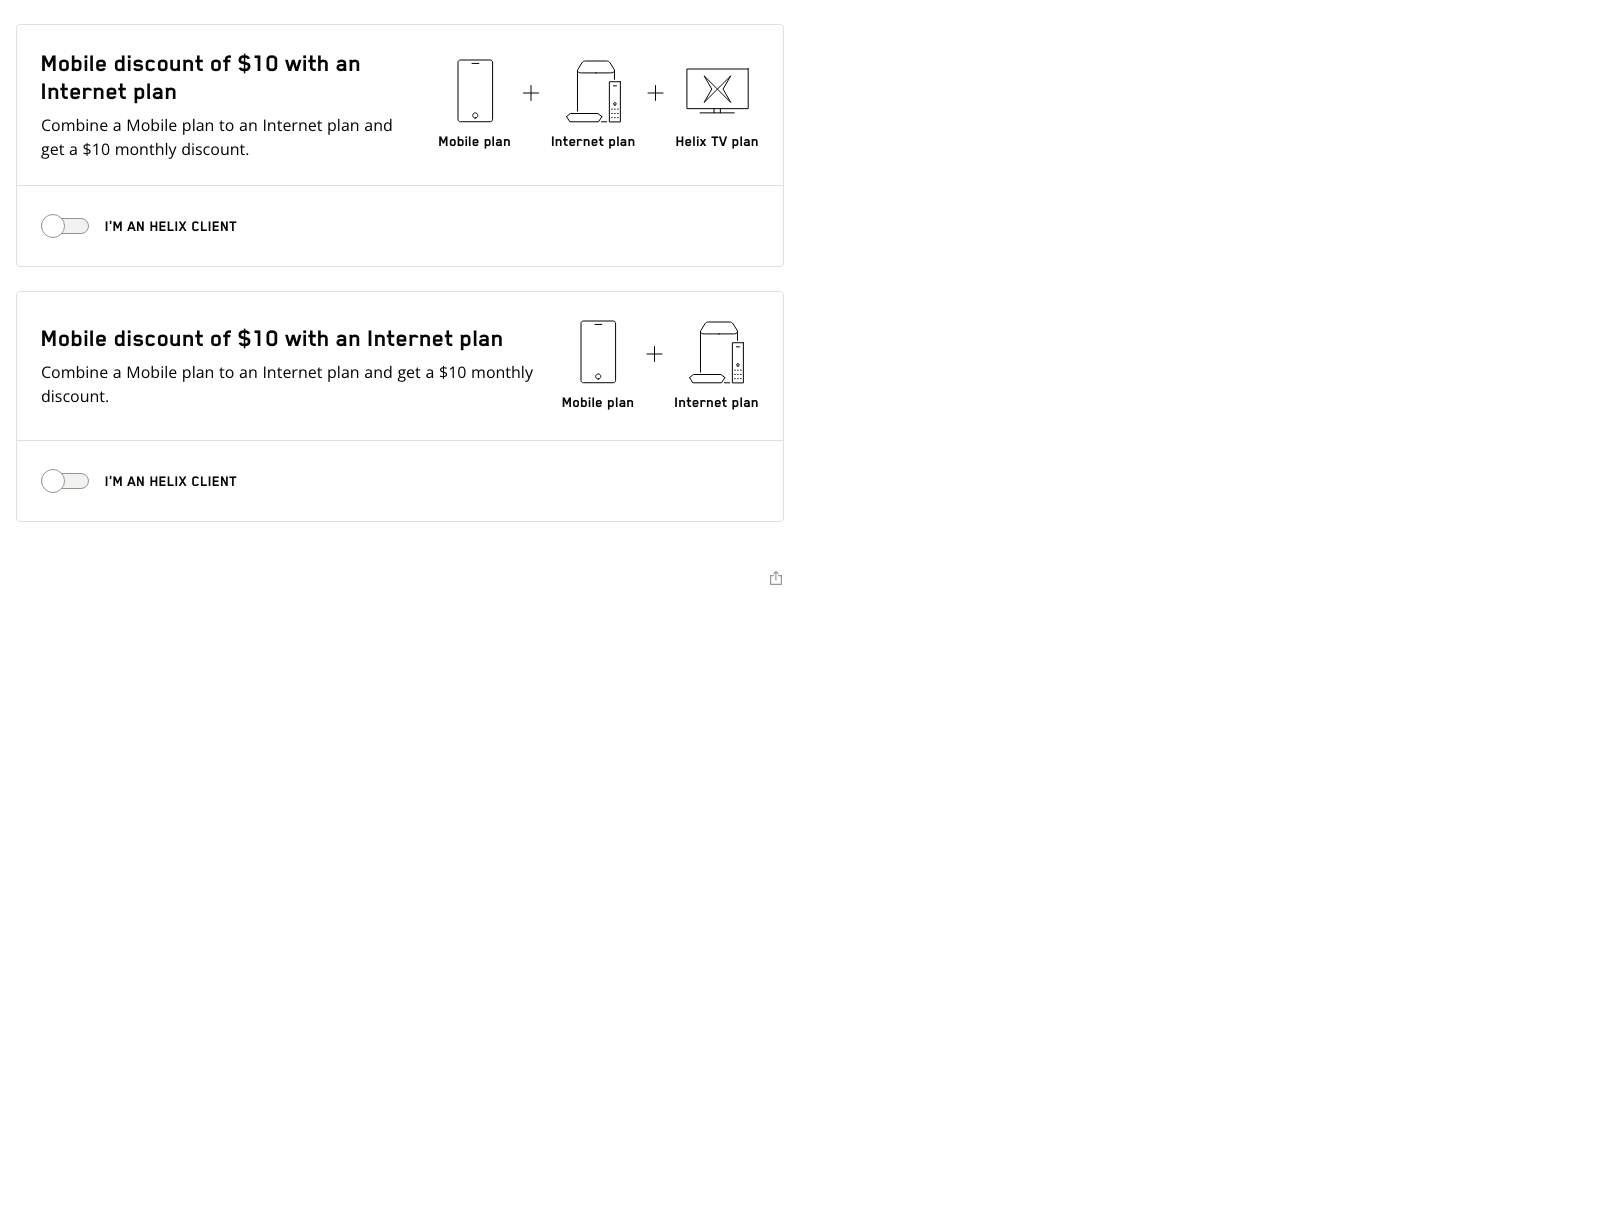 Mobile discount of $10 with an
Internet plan
Combine a Mobile plan to an Internet plan and
get a $10 monthly discount.
Mobile plan
Internet plan
Helix TV plan
I'M AN HELIX CLIENT
Mobile discount of $10 with an Internet plan
Combine a Mobile plan to an Internet plan and get a $10 monthly
discount.
Mobile plan
Internet plan
I'M AN HELIX CLIENT